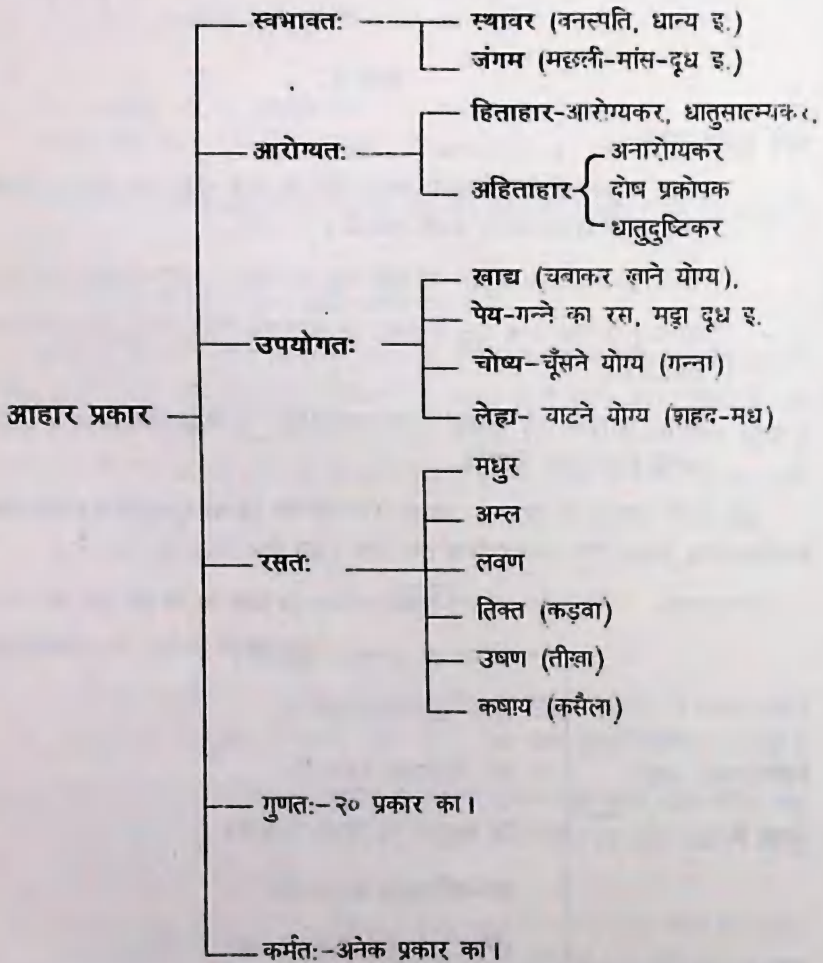 स्वभावतः
स्थावर (वनस्पति, धान्य इ.)
जंगम (मछली-मांस-दूध इ.)
आरोग्यतः
हिताहार-आरोग्यकर, धातुसात्म्यकर,
अहिताहार
अनारोग्यकर
दोष प्रकोपक
धातुदुष्टिकर
उपयोगतः
खाद्य (चबाकर खाने योग्य),
पेय-गन्ने का रस, मट्ठा दूध इ.
चोष्य-चूँसने योग्य (गन्ना)
लेह्य- चाटने योग्य (शहद-मध)
आहार प्रकार
रसतः
मधुर
अम्ल
लवण
तिक्त (कड़वा)
उषण (तीखा)
कषाय (कसैला)
गुणतः-२० प्रकार का।
कर्मतः-अनेक प्रकार का।